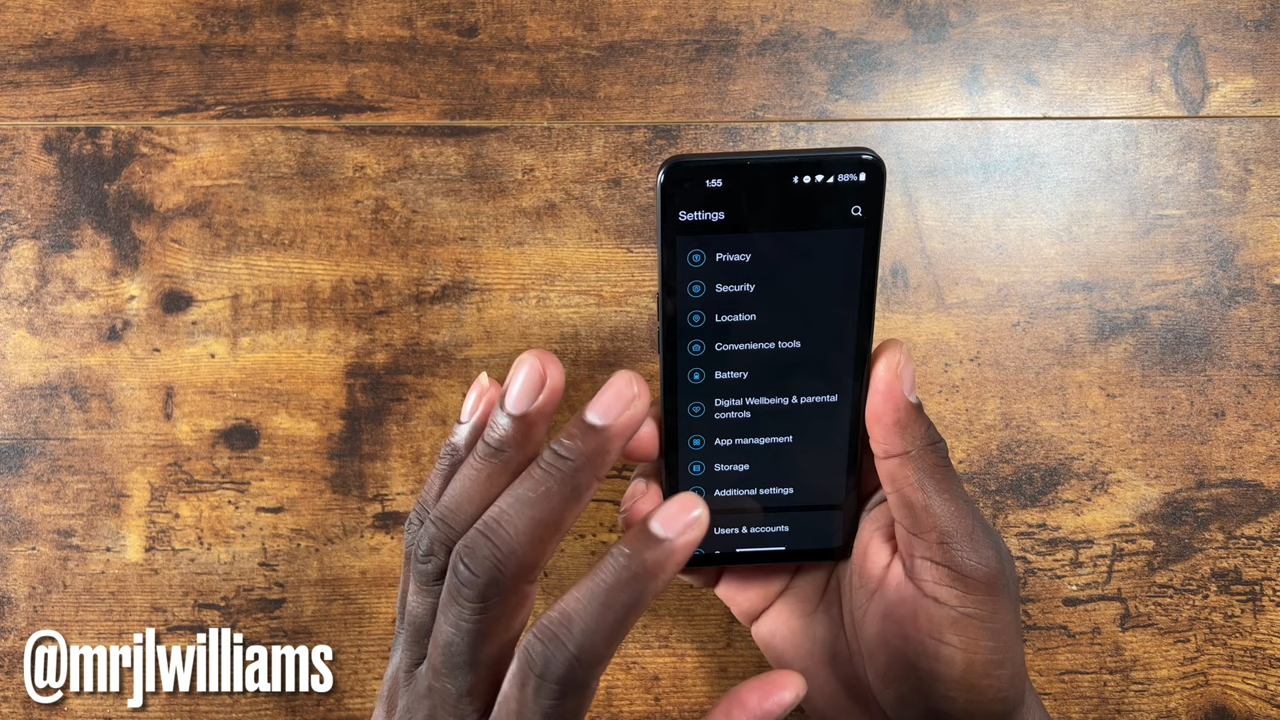 1:55
88%
Settings
Privacy
Security
Location
Convenience tools
Battery
Digital Wellbeing & parental
controls
App management
Storage
Additional settings
Users & accounts
@mrjlwilliams